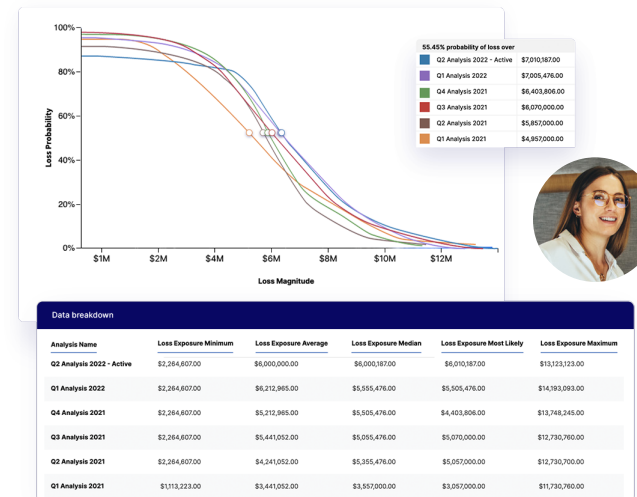 100%
80%
60%
40%
20%
0%
Loss Probability
$1M
$2M
$4M
$6M
$8M
$10M
$12M
Loss Magnitude
55.45% probability of loss over
Q2 Analysis 2022 - Active $7,010,187.00
Q1 Analysis 2022 $7,005,476.00
Q4 Analysis 2021 $6,403,806.00
Q3 Analysis 2021 $6,070,000.00
Q2 Analysis 2021 $5,857,000.00
Q1 Analysis 2021 $4,957,000.00
Data breakdown
Analysis Name Loss Exposure Minimum Loss Exposure Average Loss Exposure Median Loss Exposure Most Likely Loss Exposure Maximum
Q2 Analysis 2022 - Active $2,264,607.00 $6,000,000.00 $6,000,187.00 $6,010,187.00 $13,123,123.00
Q1 Analysis 2022 $2,264,607.00 $6,212,965.00 $5,555,476.00 $5,505,476.00 $14,193,093.00
Q4 Analysis 2021 $2,264,607.00 $5,212,965.00 $5,505,476.00 $4,403,806.00 $13,748,245.00
Q3 Analysis 2021 $2,264,607.00 $5,441,052.00 $5,055,476.00 $5,070,000.00 $12,730,760.00
Q2 Analysis 2021 $2,264,607.00 $4,241,052.00 $5,355,476.00 $5,057,000.00 $12,730,700.00
Q1 Analysis 2021 $1,113,223.00 $3,441,052.00 $3,557,000.00 $3,057,000.00 $11,730,760.00